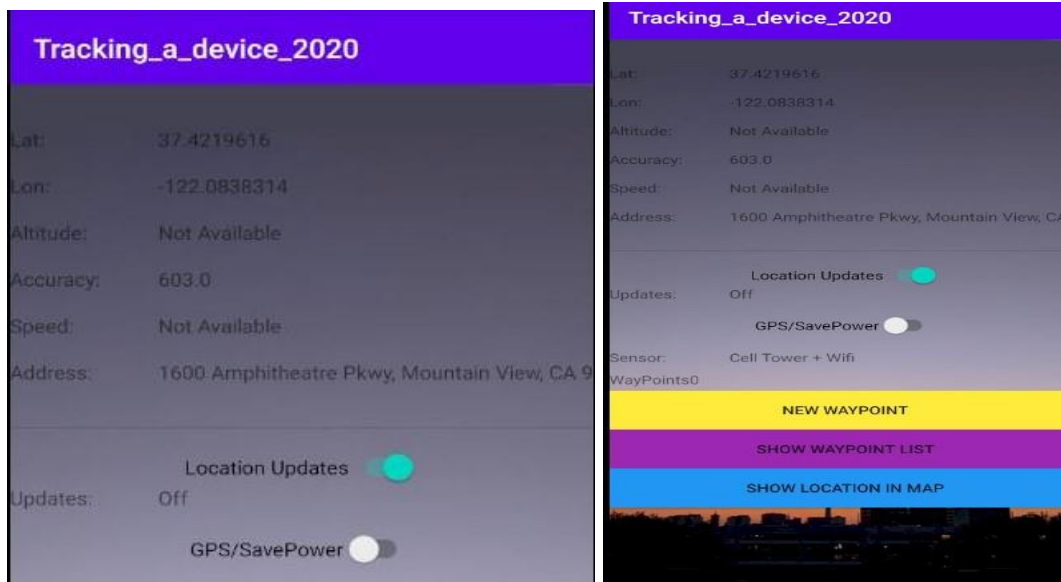 Tracking_a_device_2020
Lat: 37.4219616
Lon: -122.0838314
Altitude: Not Available
Accuracy: 603.0
Speed: Not Available
Address: 1600 Amphitheatre Pkwy, Mountain View, CA 9
Location Updates
Updates: Off
GPS/SavePower
Tracking_a_device_2020
Lat: 37.4219616
Lon: -122.0838314
Altitude: Not Available
Accuracy: 603.0
Speed: Not Available
Address: 1600 Amphitheatre Pkwy, Mountain View, CA
Location Updates
Updates: Off
GPS/SavePower
Sensor: Cell Tower + Wifi
WayPoints0
NEW WAYPOINT
SHOW WAYPOINT LIST
SHOW LOCATION IN MAP